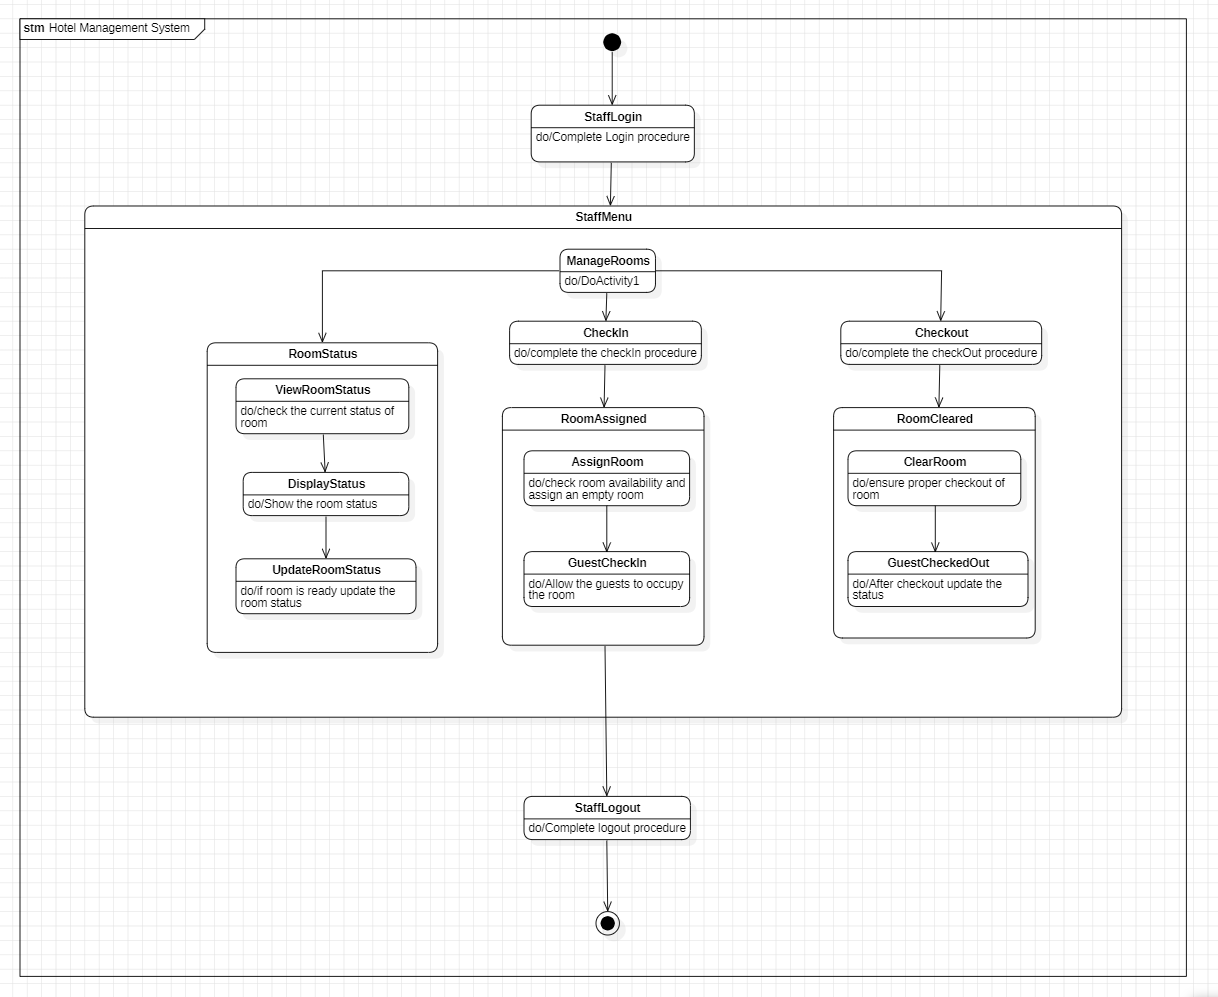 stm Hotel Management System
StaffLogin
do/Complete Login procedure
StaffMenu
ManageRooms
do/DoActivity1
RoomStatus
ViewRoomStatus
do/check the current status of
room
DisplayStatus
do/Show the room status
UpdateRoomStatus
do/if room is ready update the
room status
CheckIn
do/complete the checkIn procedure
RoomAssigned
AssignRoom
do/check room availability and
assign an empty room
GuestCheckIn
do/Allow the guests to occupy
the room
Checkout
do/complete the checkOut procedure
RoomCleared
ClearRoom
do/ensure proper checkout of
room
GuestCheckedOut
do/After checkout update the
status
StaffLogout
do/Complete logout procedure